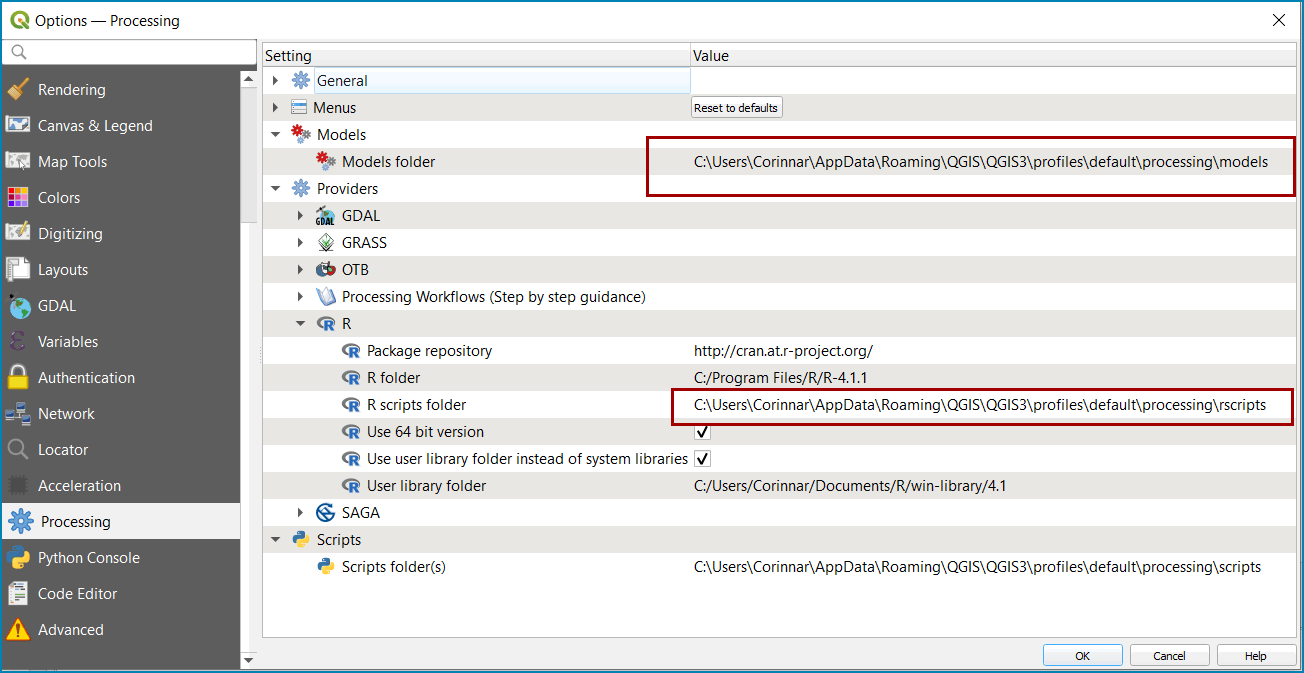 Options — Processing
Setting Value
Rendering
Canvas & Legend
Map Tools
Colors
Digitizing
Layouts
GDAL
Variables
Authentication
Network
Locator
Acceleration
Processing
Python Console
Code Editor
Advanced
General
Menus Reset to defaults
Models
Models folder C:\Users\Corinnar\AppData\Roaming\QGIS\QGIS3\profiles\default\processing\models
Providers
GDAL
GDAL
GRASS
OTB
Processing Workflows (Step by step guidance)
R R
R Package repository http://cran.at.r-project.org/
R R folder C:/Program Files/R/R-4.1.1
R R scripts folder C:\Users\Corinnar\AppData\Roaming\QGIS\QGIS3\profiles\default\processing\rscripts
R Use 64 bit version
R Use user library folder instead of system libraries
R User library folder C:/Users/Corinnar/Documents/R/win-library/4.1
SAGA
Scripts
Scripts folder(s) C:\Users\Corinnar\AppData\Roaming\QGIS\QGIS3\profiles\default\processing\scripts
OK Cancel Help